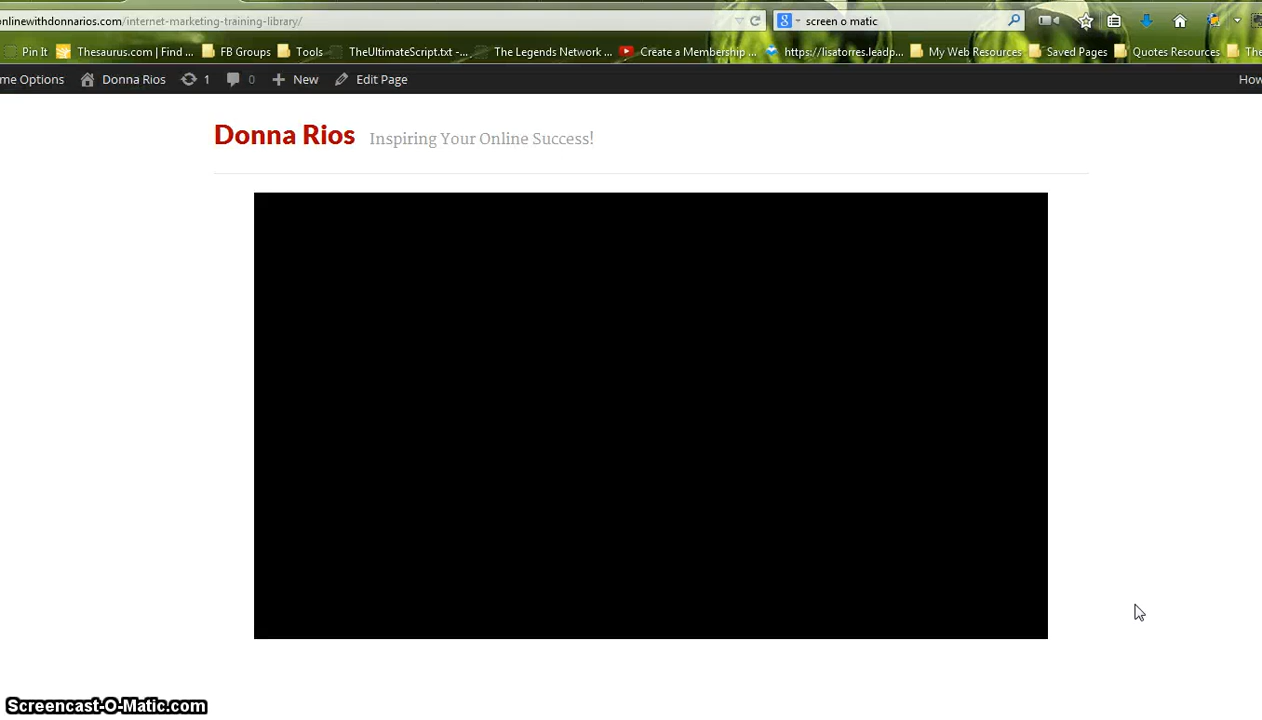 nlinewithdonnarios.com/internet-marketing-training-library/
screen o matic
Pin It Thesaurus.com | Find ... FB Groups Tools TheUltimateScript.txt -... The Legends Network ... Create a Membership ... https://lisatorres.leadp... My Web Resources Saved Pages Quotes Resources The
me Options Donna Rios 1 0 New Edit Page How
Donna Rios Inspiring Your Online Success!
Screencast-O-Matic.com